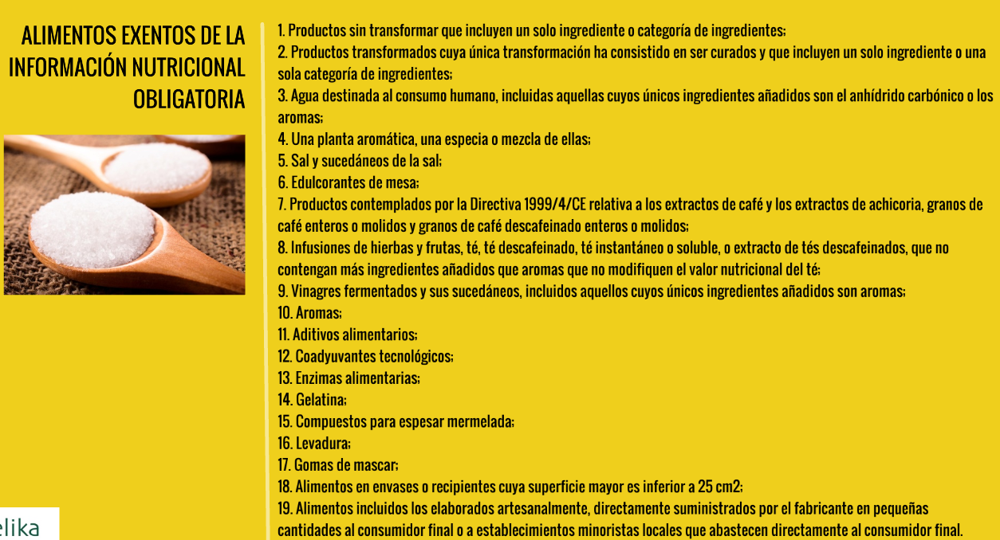 ALIMENTOS EXENTOS DE LA
INFORMACIÓN NUTRICIONAL
OBLIGATORIA
1. Productos sin transformar que incluyen un solo ingrediente o categoría de ingredientes;
2. Productos transformados cuya única transformación ha consistido en ser curados y que incluyen un solo ingrediente o una
sola categoría de ingredientes;
3. Agua destinada al consumo humano, incluidas aquellas cuyos únicos ingredientes añadidos son el anhídrido carbónico o los
aromas;
4. Una planta aromática, una especia o mezcla de ellas;
5. Sal y sucedáneos de la sal;
6. Edulcorantes de mesa;
7. Productos contemplados por la Directiva 1999/4/CE relativa a los extractos de café y los extractos de achicoria, granos de
café enteros o molidos y granos de café descafeinado enteros o molidos;
8. Infusiones de hierbas y frutas, té, té descafeinado, té instantáneo o soluble, o extracto de tés descafeinados, que no
contengan más ingredientes añadidos que aromas que no modifiquen el valor nutricional del té;
9. Vinagres fermentados y sus sucedáneos, incluidos aquellos cuyos únicos ingredientes añadidos son aromas;
10. Aromas;
11. Aditivos alimentarios;
12. Coadyuvantes tecnológicos;
13. Enzimas alimentarias;
14. Gelatina;
15. Compuestos para espesar mermelada;
16. Levadura;
17. Gomas de mascar;
18. Alimentos en envases o recipientes cuya superficie mayor es inferior a 25 cm2;
19. Alimentos incluidos los elaborados artesanalmente, directamente suministrados por el fabricante en pequeñas
cantidades al consumidor final o a establecimientos minoristas locales que abastecen directamente al consumidor final.
elika